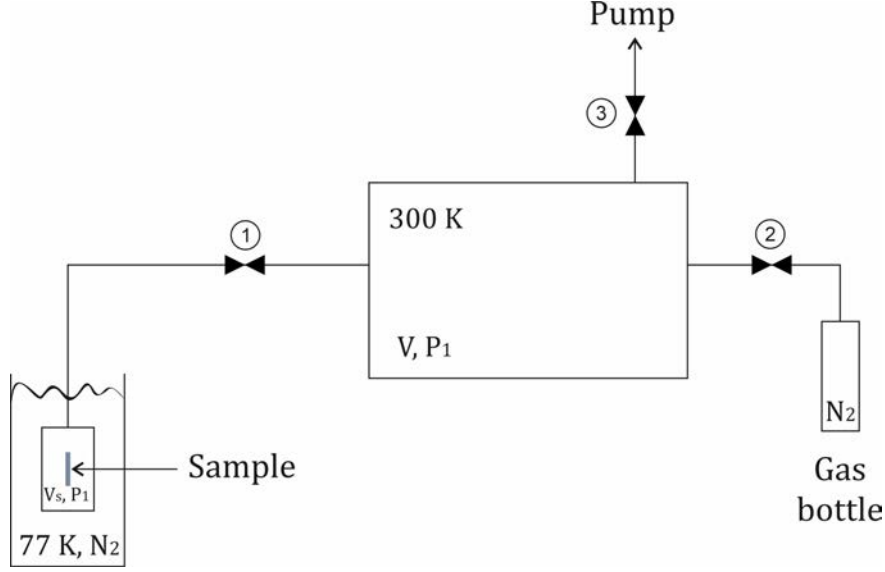 Pump
③
300 K
①
②
V, P₁
N₂
Sample
Vₛ, P₁
Gas
bottle
77 K, N₂